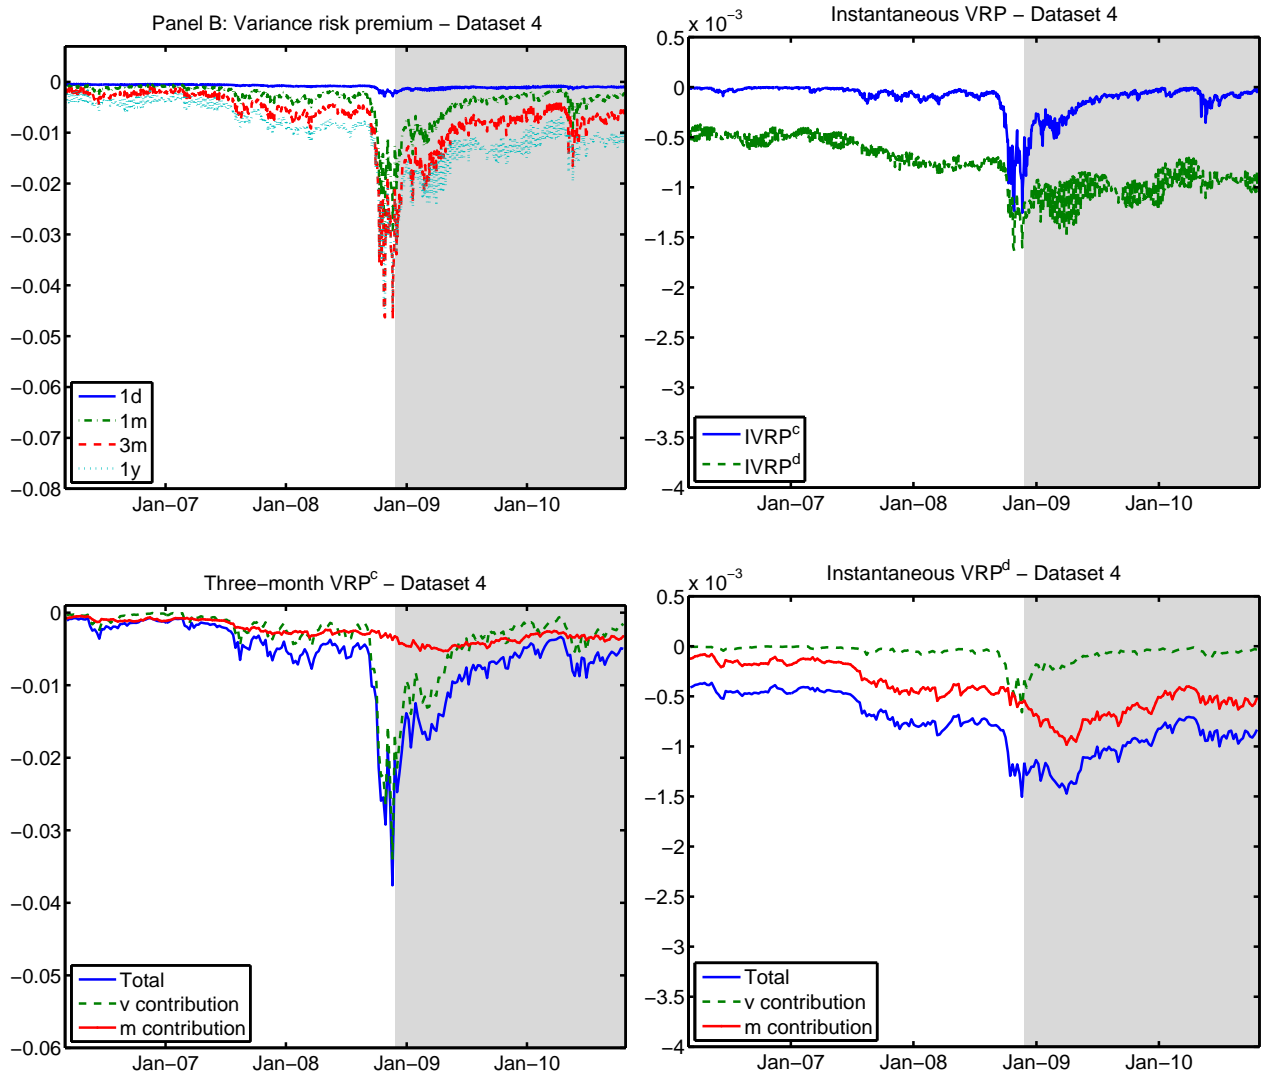 Panel B: Variance risk premium − Dataset 4
0
−0.01
−0.02
−0.03
−0.04
−0.05
−0.06
−0.07
−0.08
1d
1m
3m
1y
Jan−07
Jan−08
Jan−09
Jan−10
Instantaneous VRP − Dataset 4
x 10⁻³
0.5
0
−0.5
−1
−1.5
−2
−2.5
−3
−3.5
−4
IVRPᶜ
IVRPᵈ
Jan−07
Jan−08
Jan−09
Jan−10
Three−month VRPᶜ − Dataset 4
0
−0.01
−0.02
−0.03
−0.04
−0.05
−0.06
Total
v contribution
m contribution
Jan−07
Jan−08
Jan−09
Jan−10
Instantaneous VRPᵈ − Dataset 4
x 10⁻³
0.5
0
−0.5
−1
−1.5
−2
−2.5
−3
−3.5
−4
Total
v contribution
m contribution
Jan−07
Jan−08
Jan−09
Jan−10